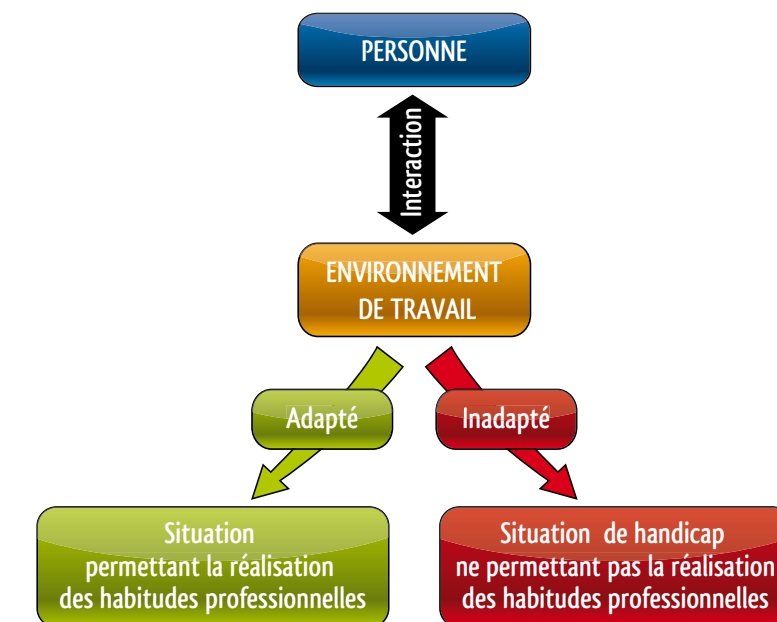 PERSONNE
Interaction
ENVIRONNEMENT
DE TRAVAIL
Adapté
Inadapté
Situation
permettant la réalisation
des habitudes professionnelles
Situation de handicap
ne permettant pas la réalisation
des habitudes professionnelles